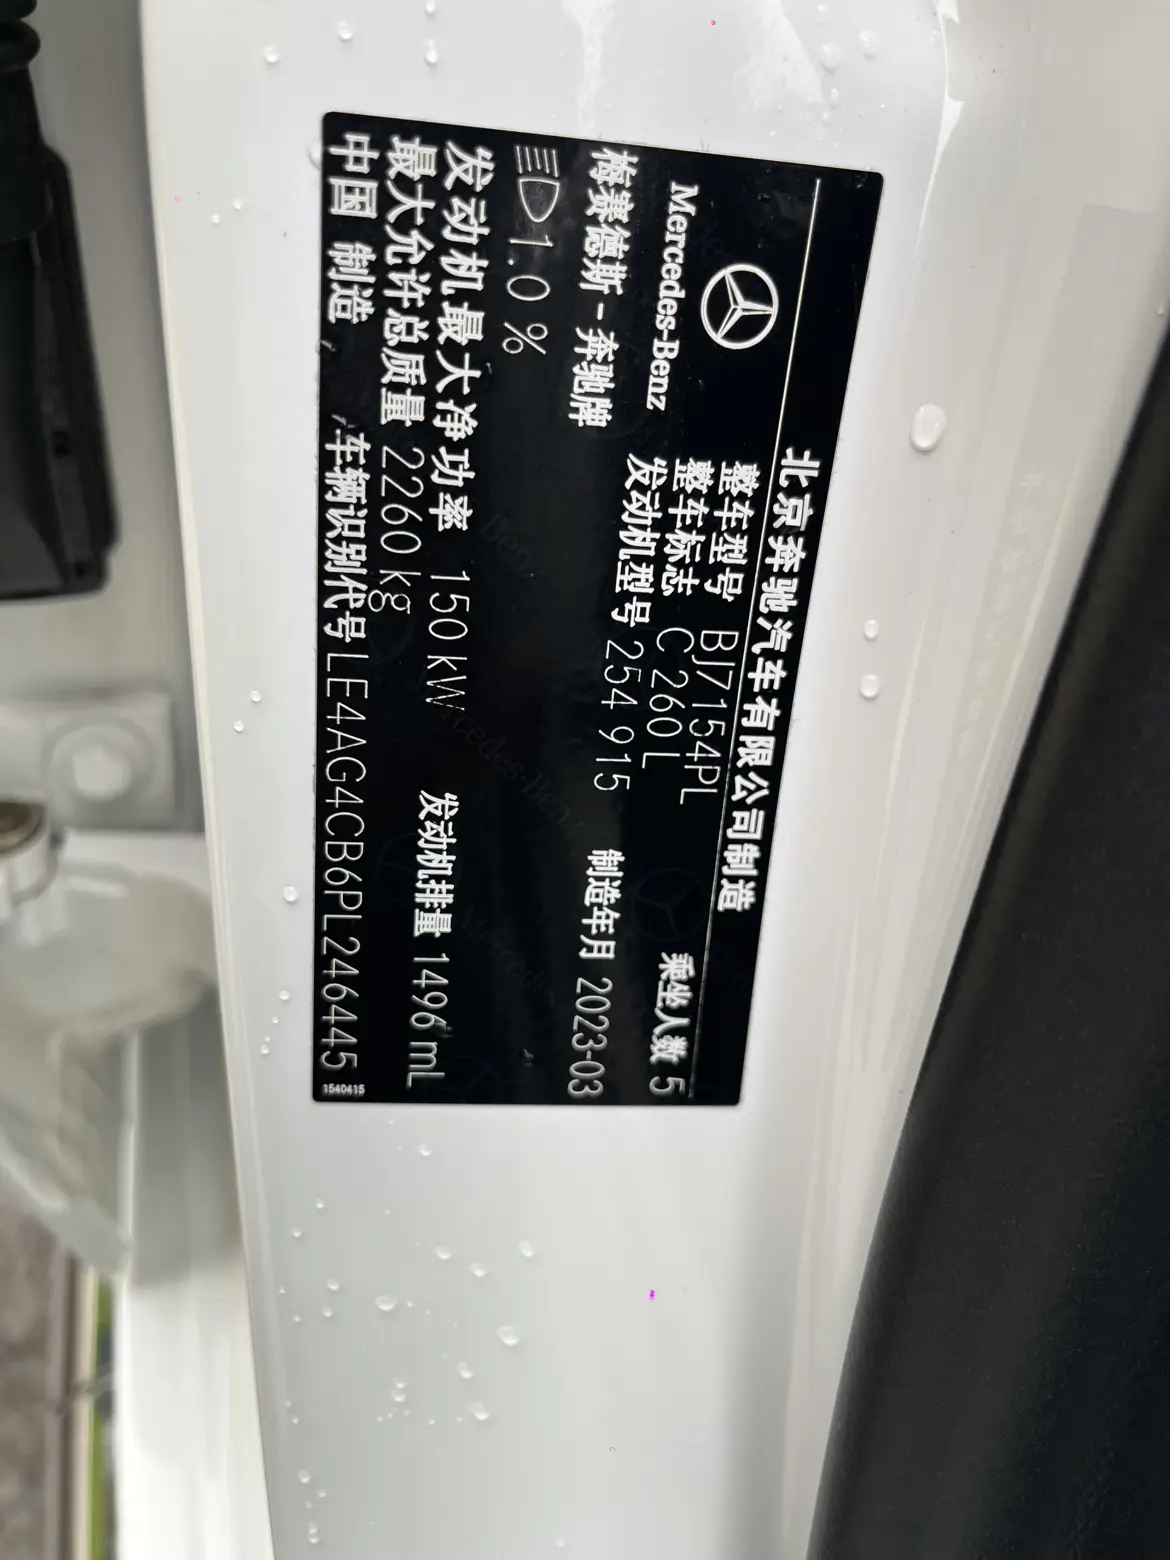 北京奔驰汽车有限公司制造
Mercedes-Benz
整车型号 BJ7154PL 乘坐人数 5
整车标志 C 260 L
发动机型号 254 915 制造年月 2023-03
梅赛德斯-奔驰牌
1.0 %
发动机最大净功率 150 kW 发动机排量 1496 mL
最大允许总质量 2260 kg
中国 制造 车辆识别代号 LE4AG4CB6PL246445
1540415